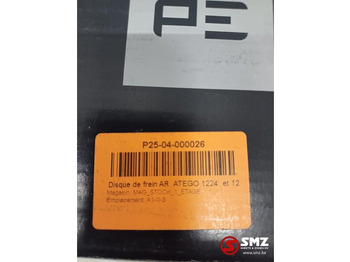 PE
P25-04-000026
Disque de frein AR ATEGO 1224 et 12
Magasin: MAG_STOCK_1_ETAGE
Emplacement: A1-0-3
SMZ
www.smz.be